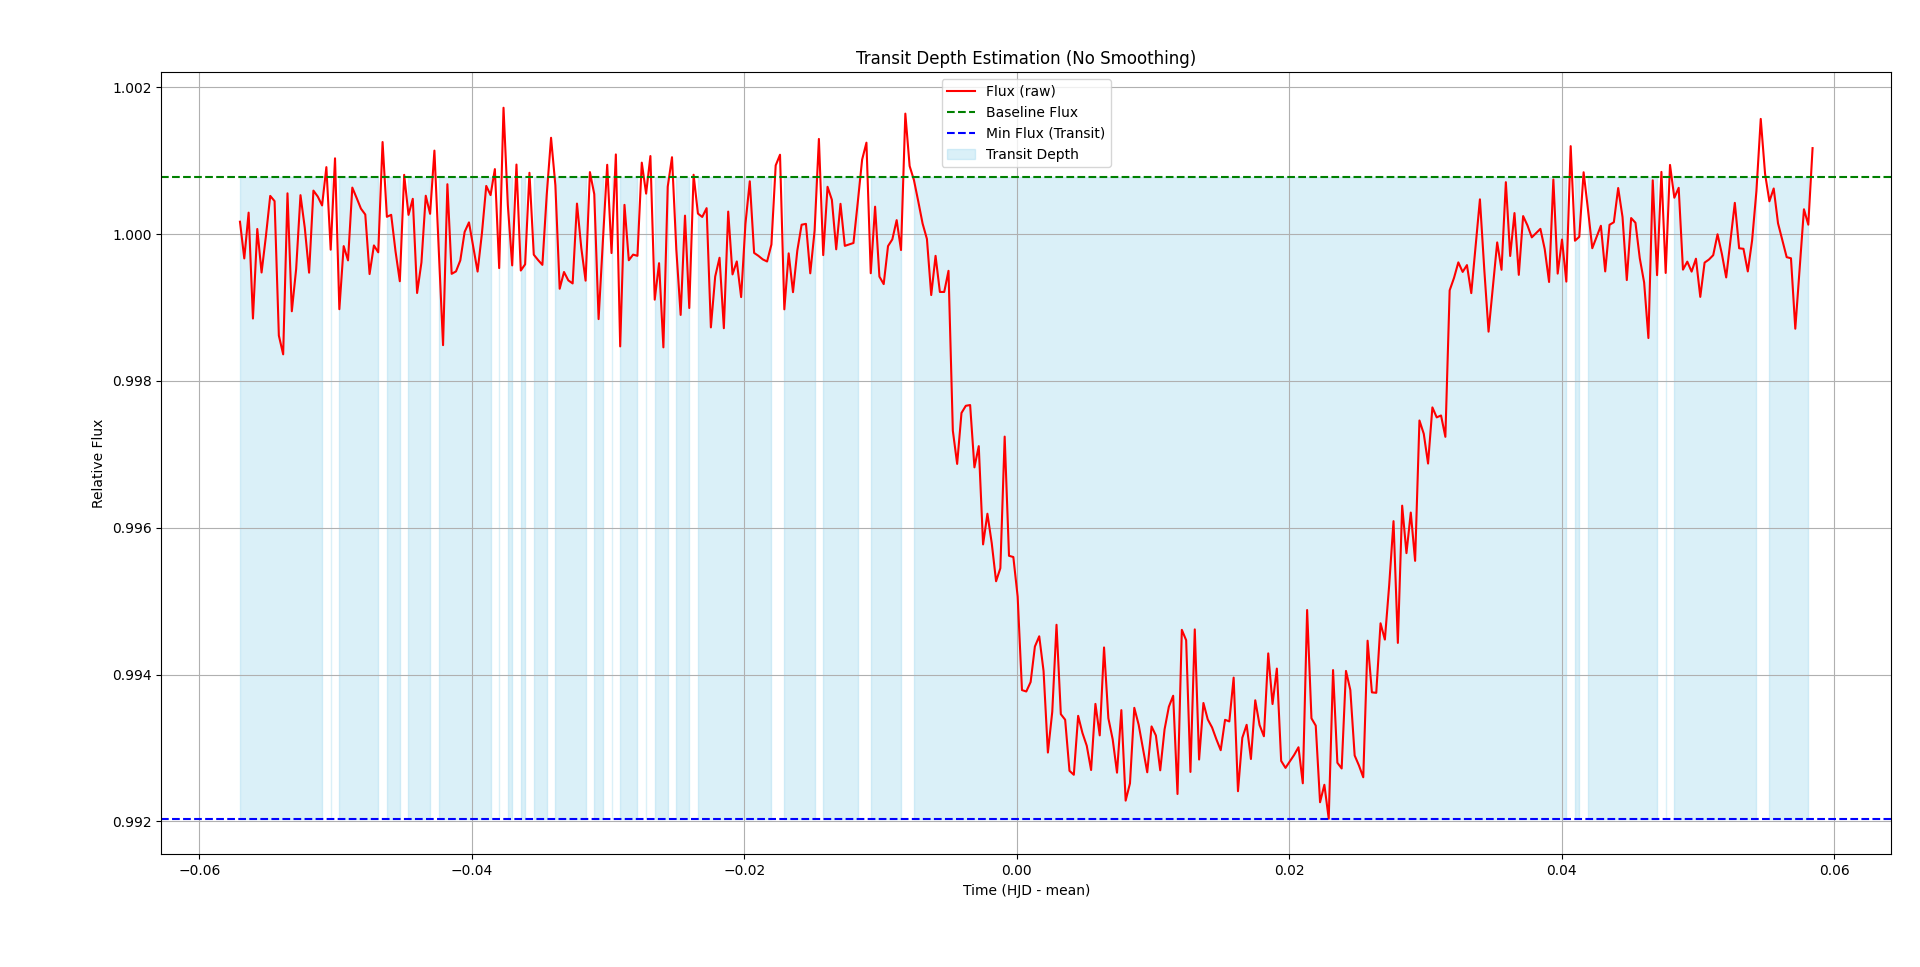 Transit Depth Estimation (No Smoothing)
Flux (raw)
Baseline Flux
Min Flux (Transit)
Transit Depth
1.002
1.000
0.998
0.996
0.994
0.992
Relative Flux
−0.06
−0.04
−0.02
0.00
0.02
0.04
0.06
Time (HJD - mean)